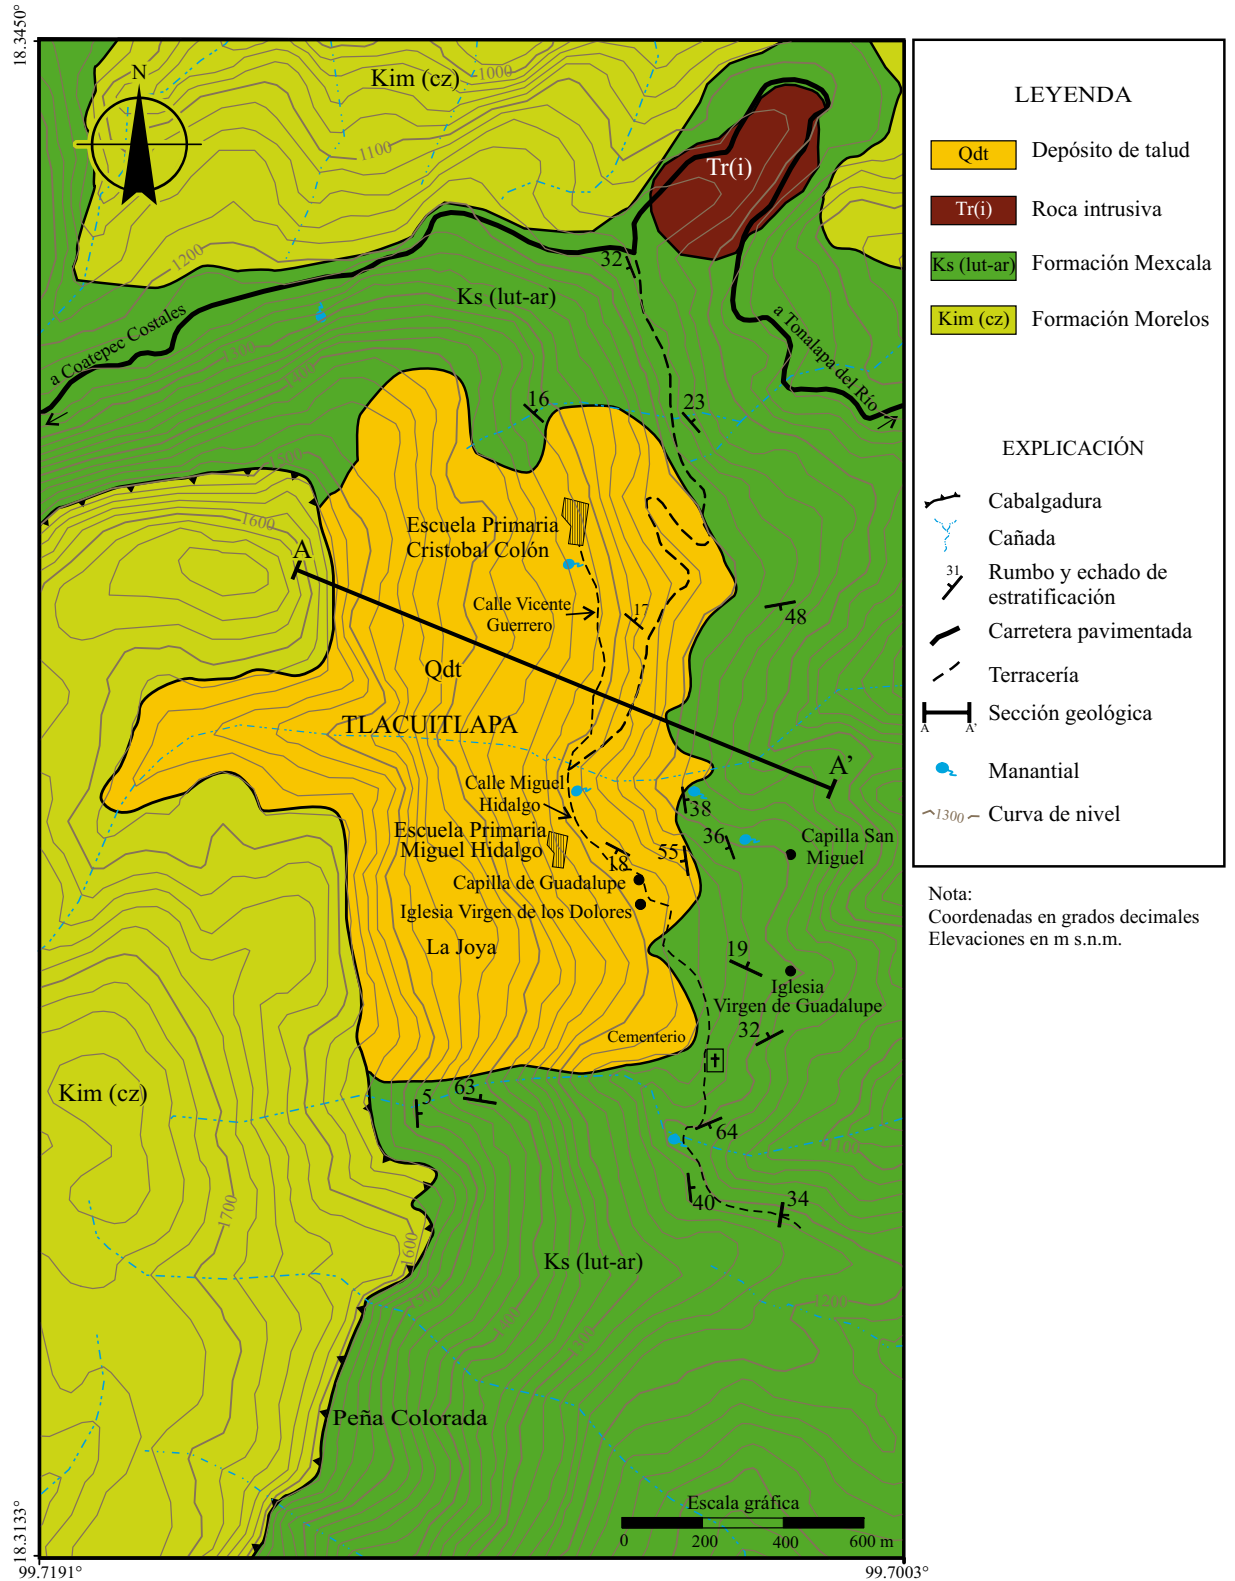 18.3450°
N
Kim (cz)
1000
1100
1200
Tr(i)
32
Ks (lut-ar)
a Coatepec Costales
a Tonalapa del Río
1300
1400
16
23
1500
1600
A
Escuela Primaria
Cristobal Colón
Calle Vicente
Guerrero
17
48
Qdt
TLACUITLAPA
A’
Calle Miguel
Hidalgo
38
36
Escuela Primaria
Miguel Hidalgo
18
55
Capilla San
Miguel
Capilla de Guadalupe
Iglesia Virgen de los Dolores
La Joya
19
Iglesia
Virgen de Guadalupe
32
Cementerio
Kim (cz)
5
63
64
1100
40
34
1700
1600
Ks (lut-ar)
1500
1400
1300
1200
Peña Colorada
Escala gráfica
0
200
400
600 m
18.3133°
99.7191°
99.7003°
LEYENDA
Qdt
Depósito de talud
Tr(i)
Roca intrusiva
Ks (lut-ar)
Formación Mexcala
Kim (cz)
Formación Morelos
EXPLICACIÓN
Cabalgadura
Cañada
31
Rumbo y echado de
estratificación
Carretera pavimentada
Terracería
A
A’
Sección geológica
Manantial
1300
Curva de nivel
Nota:
Coordenadas en grados decimales
Elevaciones en m s.n.m.